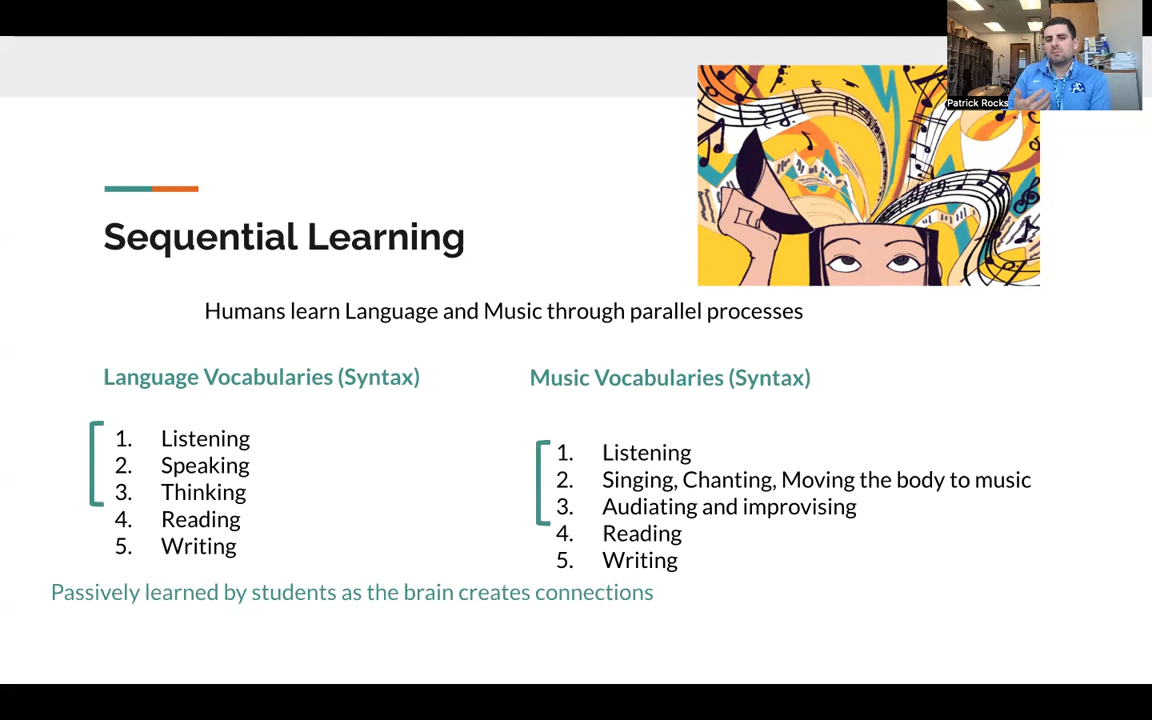 Patrick Rocks
Sequential Learning
Humans learn Language and Music through parallel processes
Language Vocabularies (Syntax)
1. Listening
2. Speaking
3. Thinking
4. Reading
5. Writing
Music Vocabularies (Syntax)
1. Listening
2. Singing, Chanting, Moving the body to music
3. Audiating and improvising
4. Reading
5. Writing
Passively learned by students as the brain creates connections